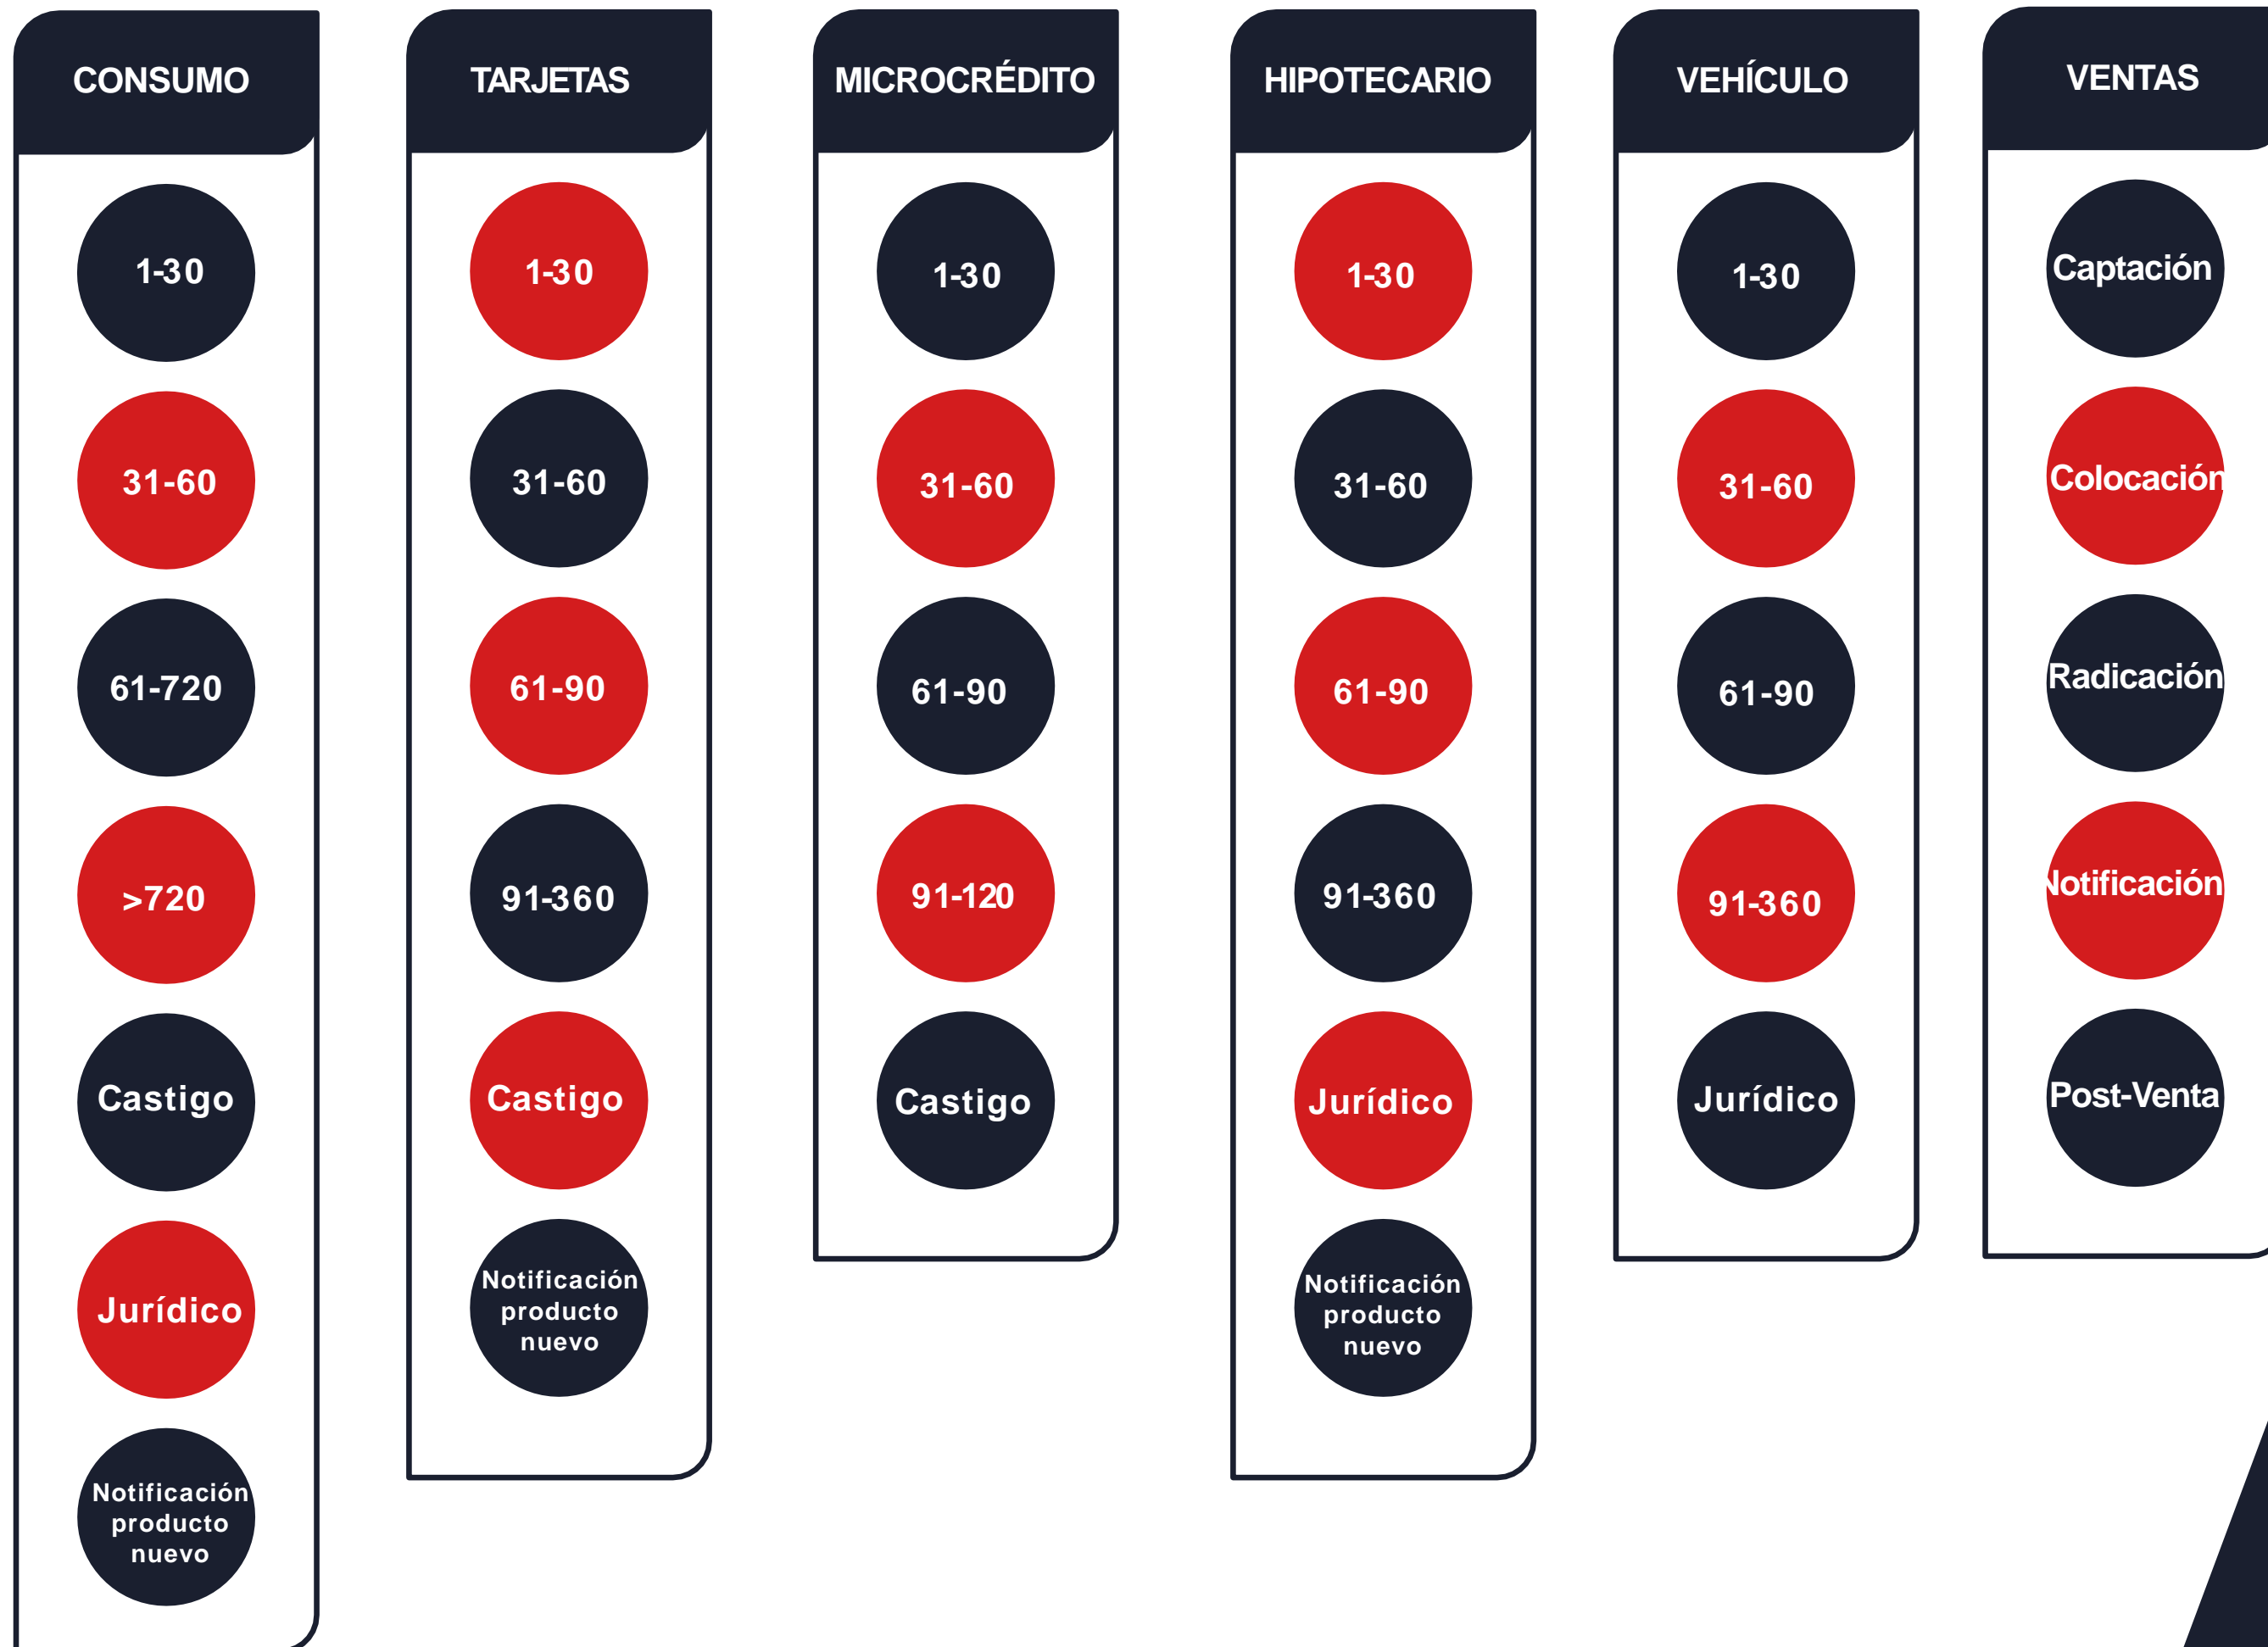 CONSUMO
1-30
31-60
61-720
>720
Castigo
Jurídico
Notificación
producto
nuevo
TARJETAS
1-30
31-60
61-90
91-360
Castigo
Notificación
producto
nuevo
MICROCRÉDITO
1-30
31-60
61-90
91-120
Castigo
HIPOTECARIO
1-30
31-60
61-90
91-360
Jurídico
Notificación
producto
nuevo
VEHÍCULO
1-30
31-60
61-90
91-360
Jurídico
VENTAS
Captación
Colocación
Radicación
Notificación
Post-Venta